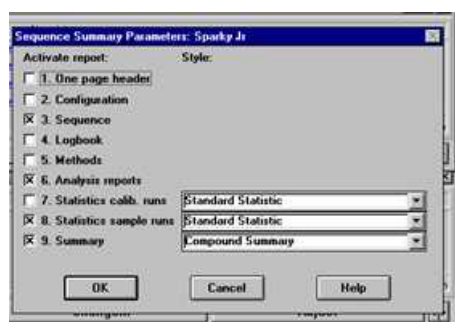 Sequence Summary Parameters: Sparky Jr
Activate report: Style:
1. One page header
2. Configuration
3. Sequence
4. Logbook
5. Methods
6. Analysis reports
7. Statistics calib. runs Standard Statistic
8. Statistics sample runs Standard Statistic
9. Summary Compound Summary
OK Cancel Help